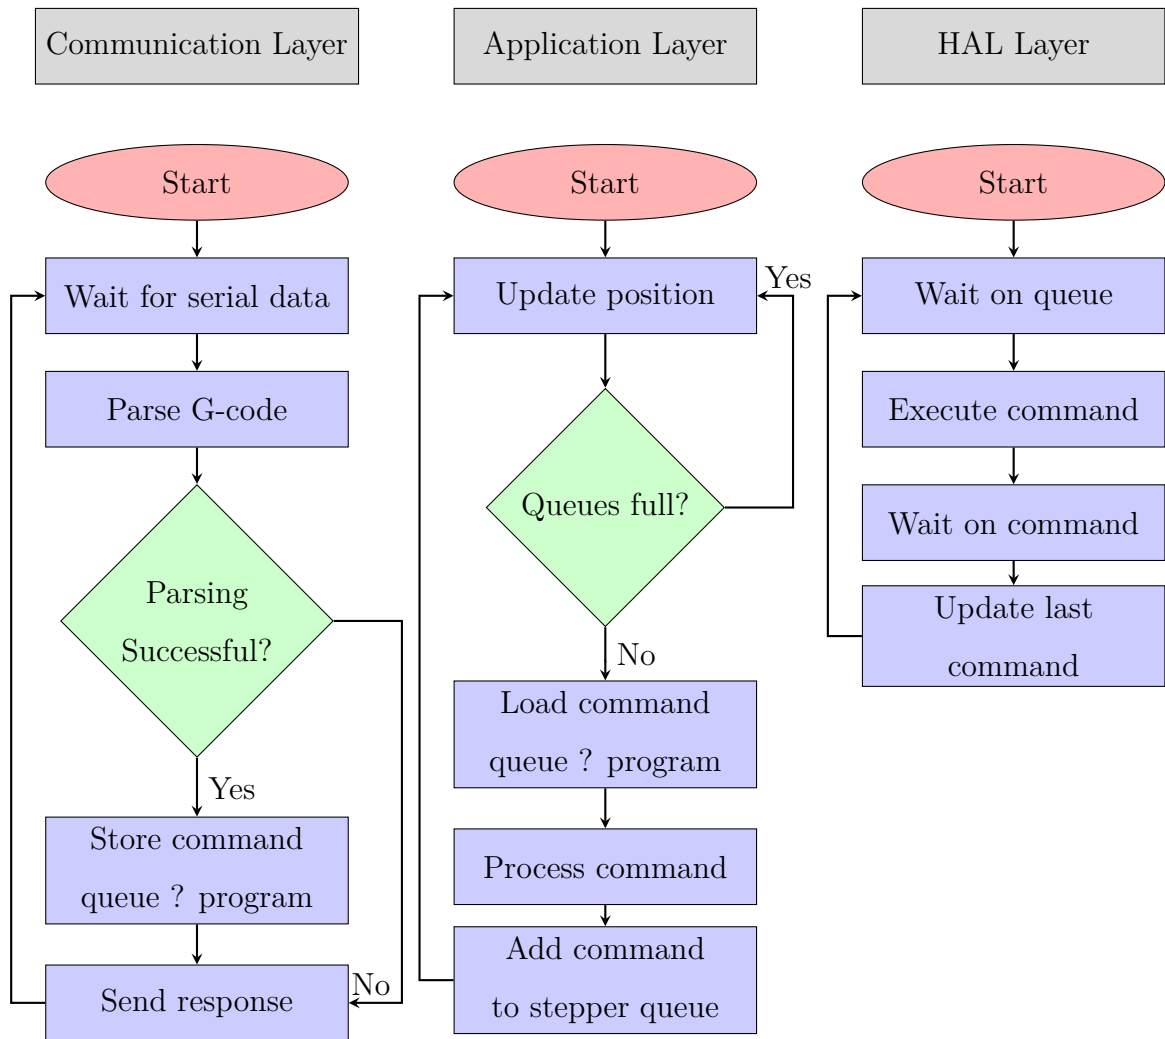 Communication Layer
Start
Wait for serial data
Parse G-code
Parsing
Successful?
Yes
Store command
queue ? program
Send response
No
Application Layer
Start
Update position
Yes
Queues full?
No
Load command
queue ? program
Process command
Add command
to stepper queue
HAL Layer
Start
Wait on queue
Execute command
Wait on command
Update last
command